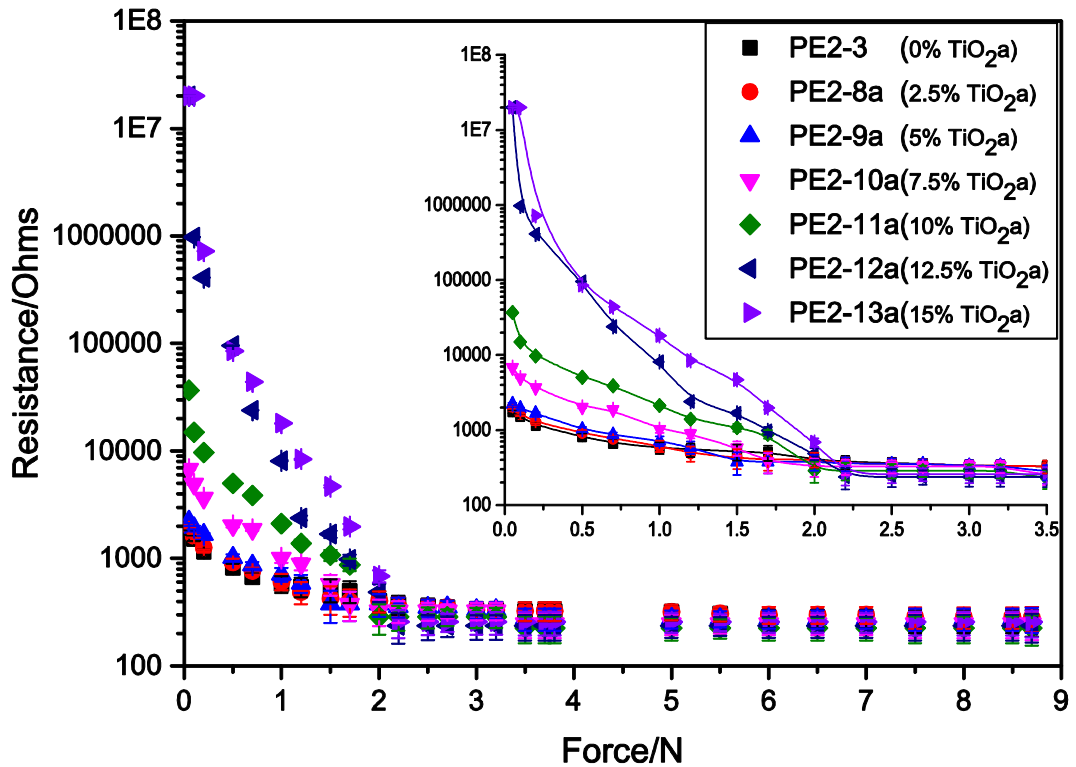 1E8
1E7
1000000
100000
10000
1000
100
Resistance/Ohms
0 1 2 3 4 5 6 7 8 9
Force/N
1E8
1E7
1000000
100000
10000
1000
100
0.0 0.5 1.0 1.5 2.0 2.5 3.0 3.5
PE2-3 (0% TiO2a)
PE2-8a (2.5% TiO2a)
PE2-9a (5% TiO2a)
PE2-10a(7.5% TiO2a)
PE2-11a(10% TiO2a)
PE2-12a(12.5% TiO2a)
PE2-13a(15% TiO2a)